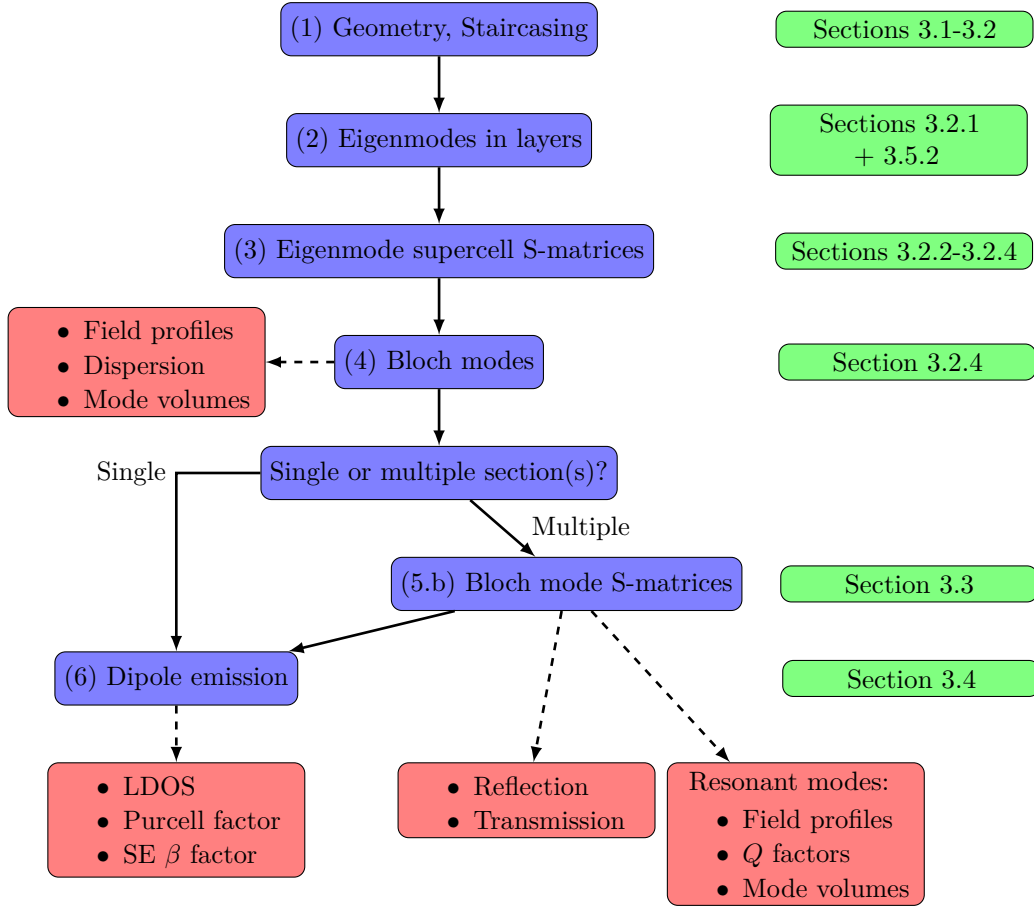 (1) Geometry, Staircasing
Sections 3.1-3.2
(2) Eigenmodes in layers
Sections 3.2.1
+ 3.5.2
(3) Eigenmode supercell S-matrices
Sections 3.2.2-3.2.4
• Field profiles
• Dispersion
• Mode volumes
(4) Bloch modes
Section 3.2.4
Single
Single or multiple section(s)?
Multiple
(5.b) Bloch mode S-matrices
Section 3.3
(6) Dipole emission
Section 3.4
• LDOS
• Purcell factor
• SE β factor
• Reflection
• Transmission
Resonant modes:
• Field profiles
• Q factors
• Mode volumes